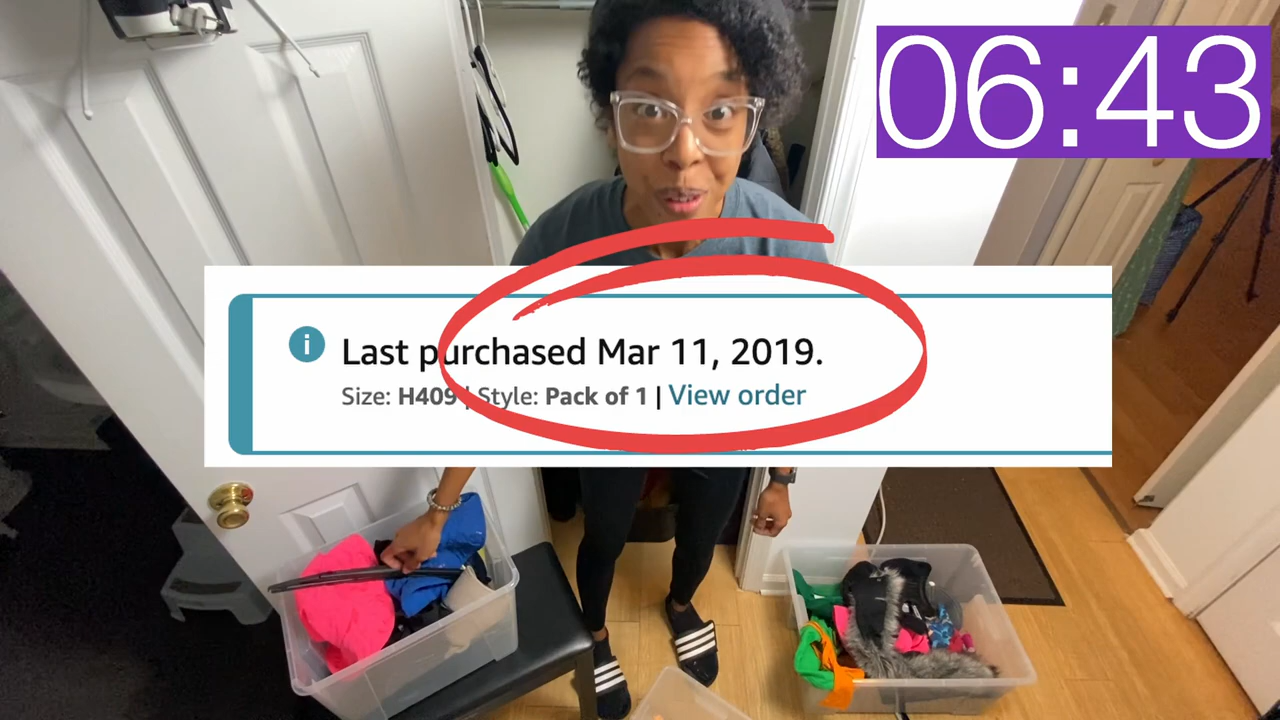 06:43
i
Last purchased Mar 11, 2019.
Size: H409 | Style: Pack of 1 | View order